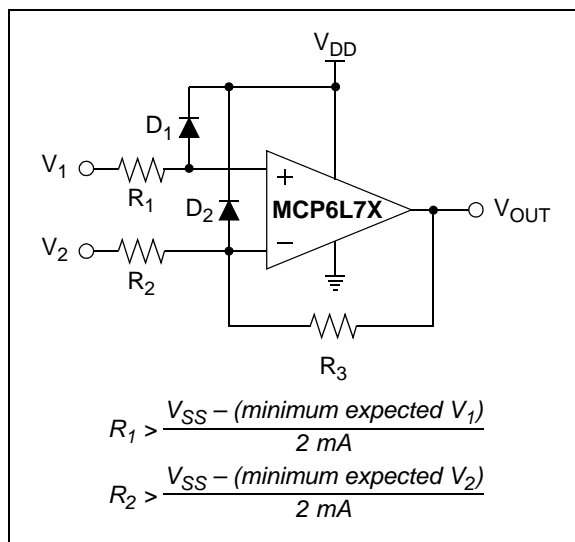 V_DD
D_1
V_1
R_1
+
MCP6L7X
V_OUT
D_2
V_2
R_2
–
R_3
R_1 > V_SS – (minimum expected V_1) / 2 mA
R_2 > V_SS – (minimum expected V_2) / 2 mA